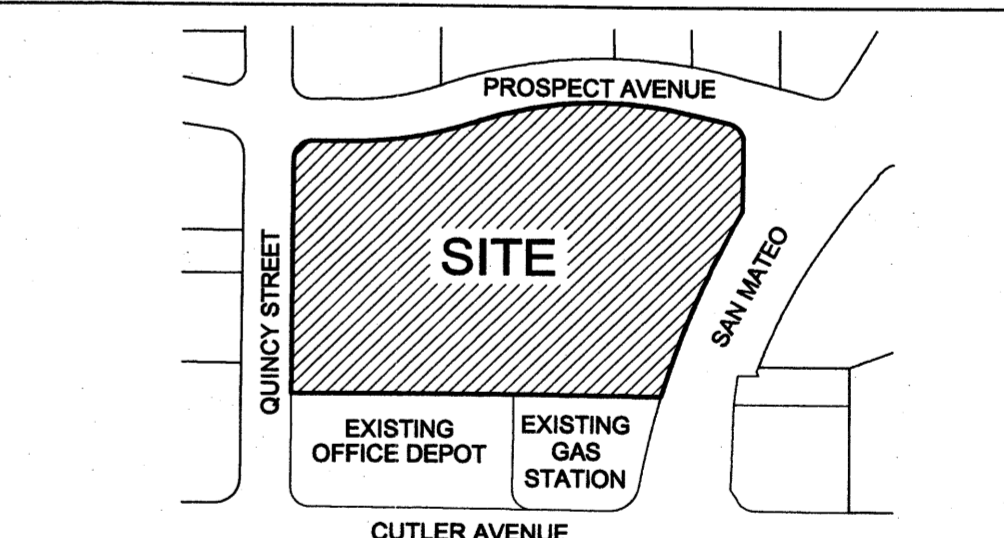 PROSPECT AVENUE
SITE
QUINCY STREET
SAN MATEO
EXISTING
OFFICE DEPOT
EXISTING
GAS
STATION
CUTLER AVENUE